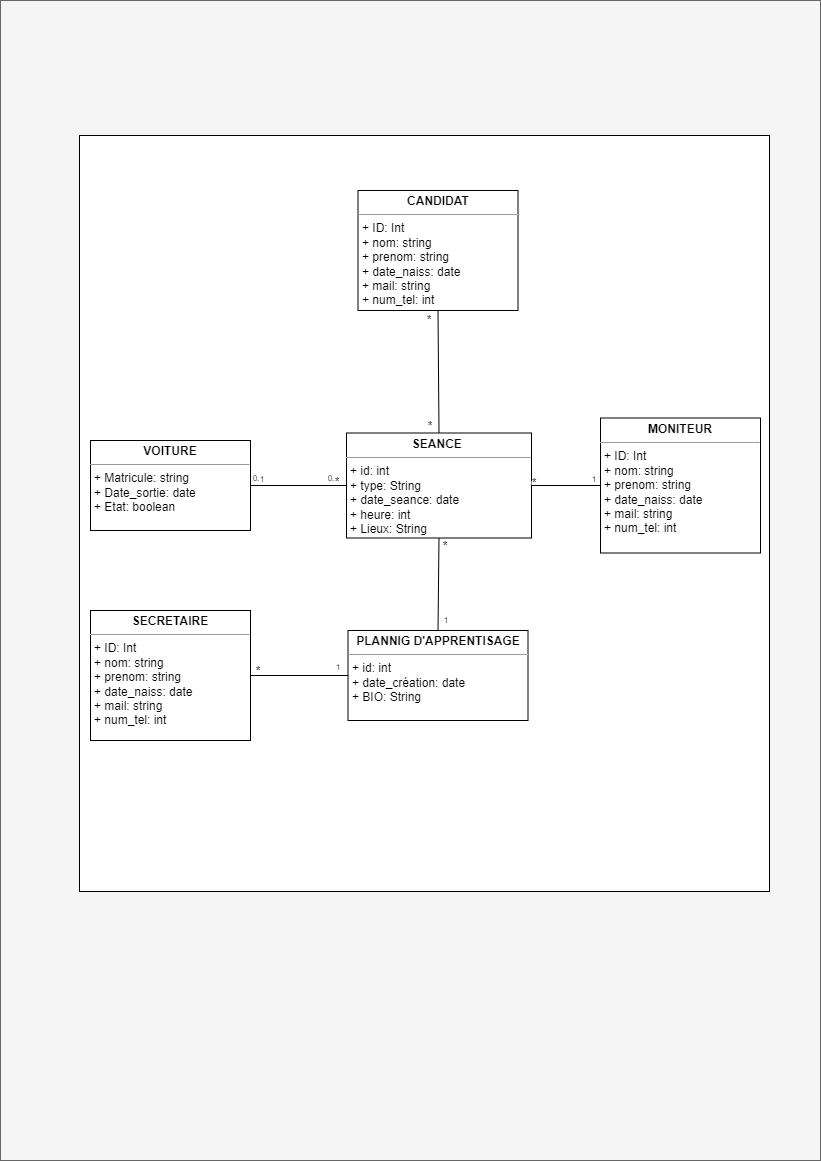 CANDIDAT
+ ID: Int
+ nom: string
+ prenom: string
+ date_naiss: date
+ mail: string
+ num_tel: int
*
*
VOITURE
+ Matricule: string
+ Date_sortie: date
+ Etat: boolean
0.1
0.*
SEANCE
+ id: int
+ type: String
+ date_seance: date
+ heure: int
+ Lieux: String
*
1
MONITEUR
+ ID: Int
+ nom: string
+ prenom: string
+ date_naiss: date
+ mail: string
+ num_tel: int
*
1
SECRETAIRE
+ ID: Int
+ nom: string
+ prenom: string
+ date_naiss: date
+ mail: string
+ num_tel: int
*
1
PLANNIG D'APPRENTISAGE
+ id: int
+ date_création: date
+ BIO: String